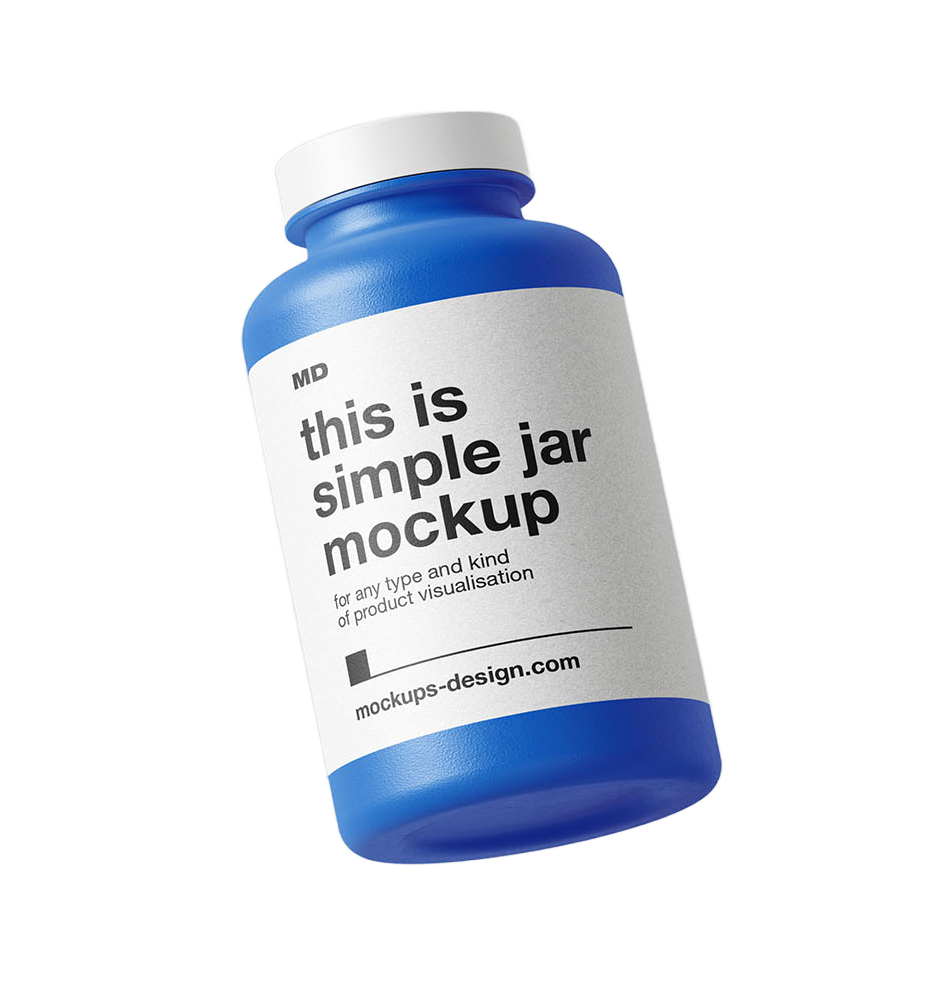 MD
this is
simple jar
mockup
for any type and kind
of product visualisation
mockups-design.com